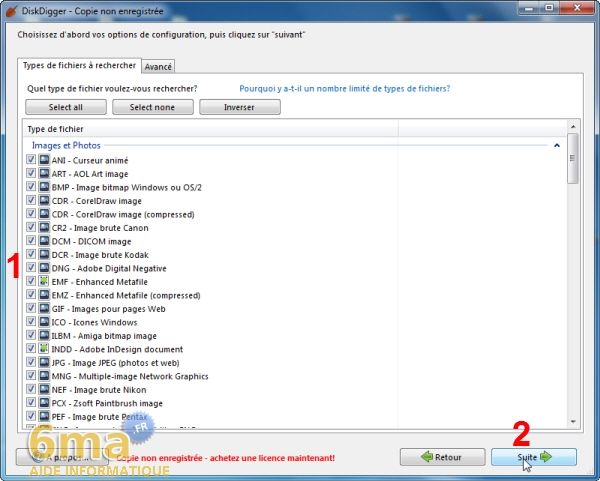 DiskDigger - Copie non enregistrée
Choisissez d'abord vos options de configuration, puis cliquez sur "suivant"
Types de fichiers à rechercher
Avancé
Quel type de fichier voulez-vous rechercher?
Pourquoi y a-t-il un nombre limité de types de fichiers?
Select all
Select none
Inverser
Type de fichier
Images et Photos
ANI - Curseur animé
ART - AOL Art image
BMP - Image bitmap Windows ou OS/2
CDR - CorelDraw image
CDR - CorelDraw image (compressed)
CR2 - Image brute Canon
DCM - DICOM image
DCR - Image brute Kodak
DNG - Adobe Digital Negative
1
EMF - Enhanced Metafile
EMZ - Enhanced Metafile (compressed)
GIF - Images pour pages Web
ICO - Icones Windows
ILBM - Amiga bitmap image
INDD - Adobe InDesign document
JPG - Image JPEG (photos et web)
MNG - Multiple-image Network Graphics
NEF - Image brute Nikon
PCX - Zsoft Paintbrush image
PEF - Image brute Pentax
6ma .FR
AIDE INFORMATIQUE
Copie non enregistrée - achetez une licence maintenant!
Retour
2
Suite